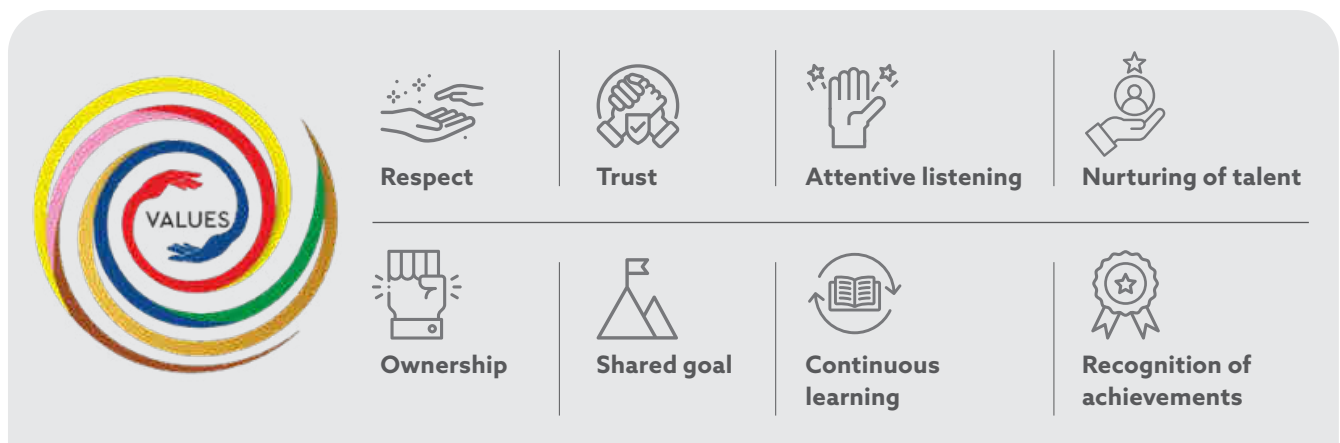 VALUES
Respect
Trust
Attentive listening
Nurturing of talent
Ownership
Shared goal
Continuous
learning
Recognition of
achievements